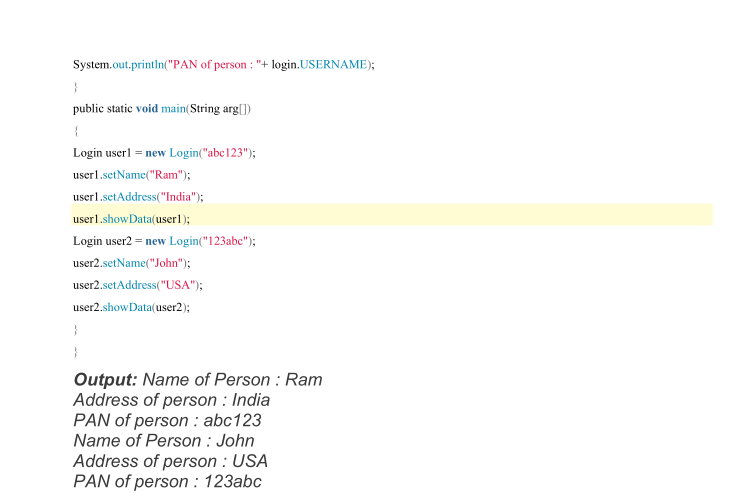 System.out.println("PAN of person : "+ login.USERNAME);
}
public static void main(String arg[])
{
Login user1 = new Login("abc123");
user1.setName("Ram");
user1.setAddress("India");
user1.showData(user1);
Login user2 = new Login("123abc");
user2.setName("John");
user2.setAddress("USA");
user2.showData(user2);
}
}
Output: Name of Person : Ram
Address of person : India
PAN of person : abc123
Name of Person : John
Address of person : USA
PAN of person : 123abc